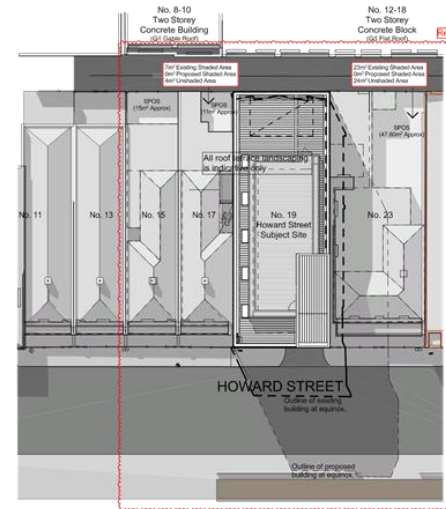 No. 8-10
Two Storey
Concrete Building
(G/I Gable Roof)
No. 12-18
Two Storey
Concrete Block
(G3 Flat Roof)
7m² Existing Shaded Area
9m² Proposed Shaded Area
4m² Unshaded Area
23m² Existing Shaded Area
0m² Proposed Shaded Area
24m² Unshaded Area
SPOS
(15m² Approx)
SPOS
(11m² Approx)
SPOS
(47.80m² Approx)
All roof terrace landscaping
is indicative only
No. 11
No. 13
No. 15
No. 17
No. 19
Howard Street
Subject Site
No. 23
HOWARD STREET
Outline of existing
building at equinox.
Outline of proposed
building at equinox.